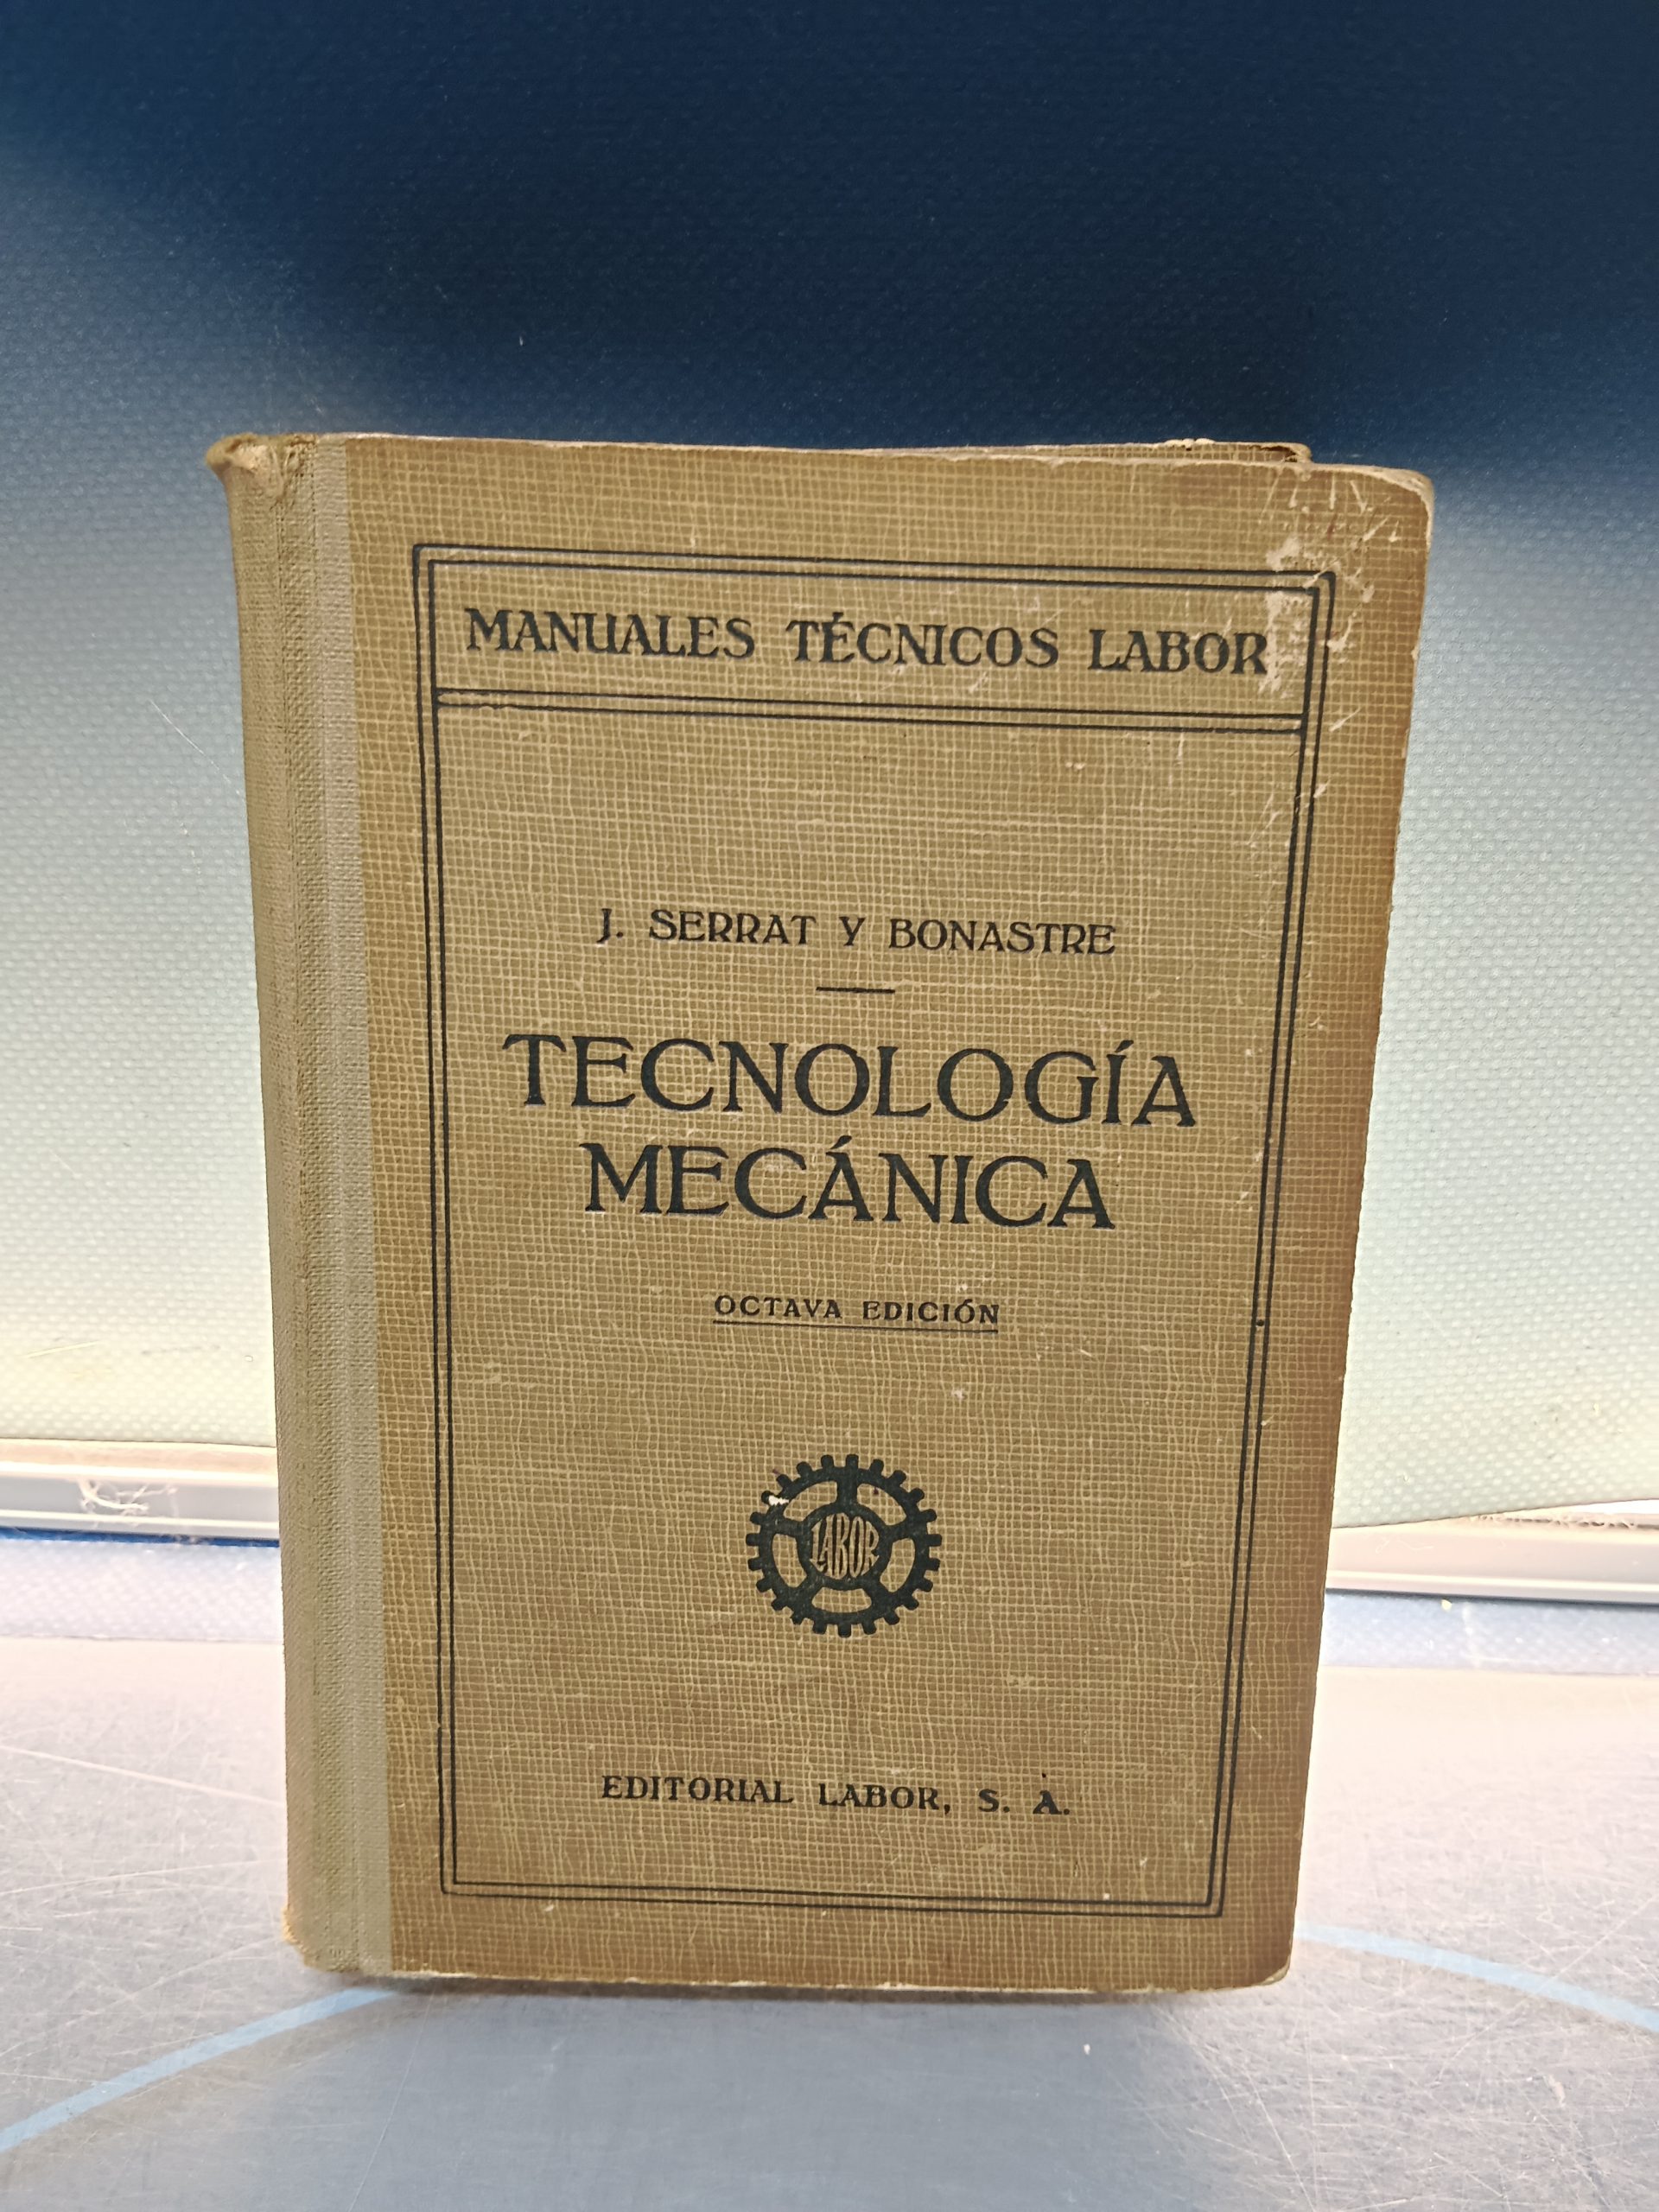 MANUALES TÉCNICOS LABOR
J. SERRAT Y BONASTRE
TECNOLOGÍA
MECÁNICA
OCTAVA EDICIÓN
LABOR
EDITORIAL LABOR, S. A.